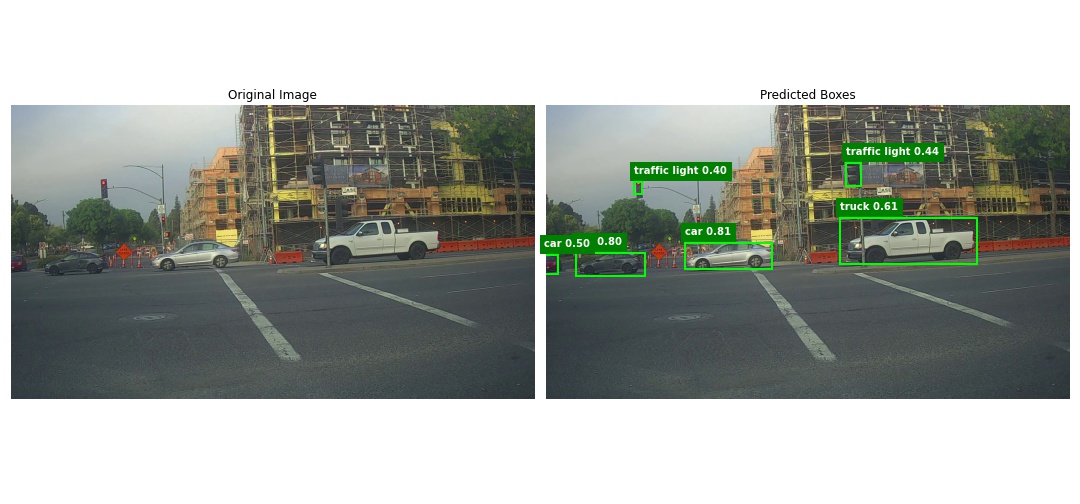 Original Image
Predicted Boxes
traffic light 0.44
traffic light 0.40
truck 0.61
car 0.81
car 0.50
0.80